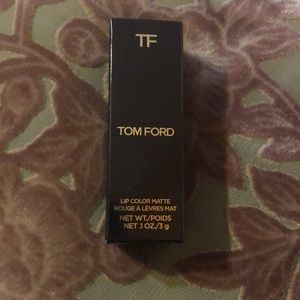 TF
TOM FORD
LIP COLOR MATTE
ROUGE À LÈVRES MAT
NET WT./POIDS
NET .1 OZ./3 g